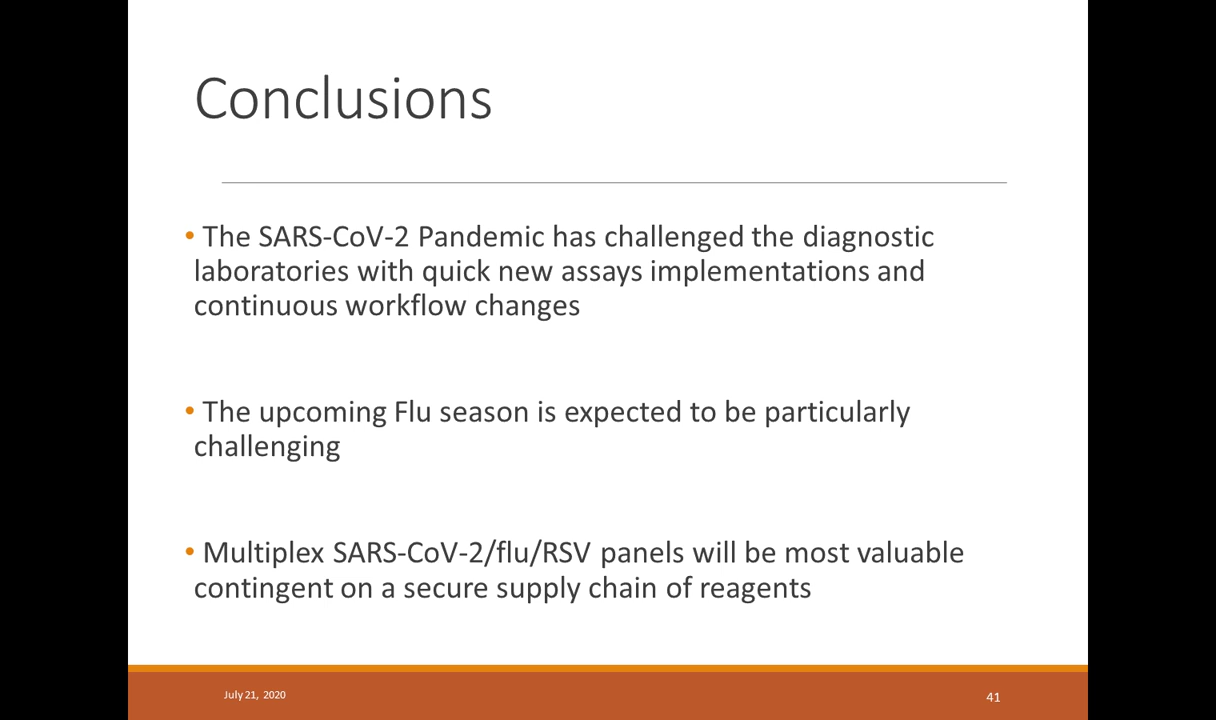 Conclusions
• The SARS-CoV-2 Pandemic has challenged the diagnostic
laboratories with quick new assays implementations and
continuous workflow changes
• The upcoming Flu season is expected to be particularly
challenging
• Multiplex SARS-CoV-2/flu/RSV panels will be most valuable
contingent on a secure supply chain of reagents
July 21, 2020
41